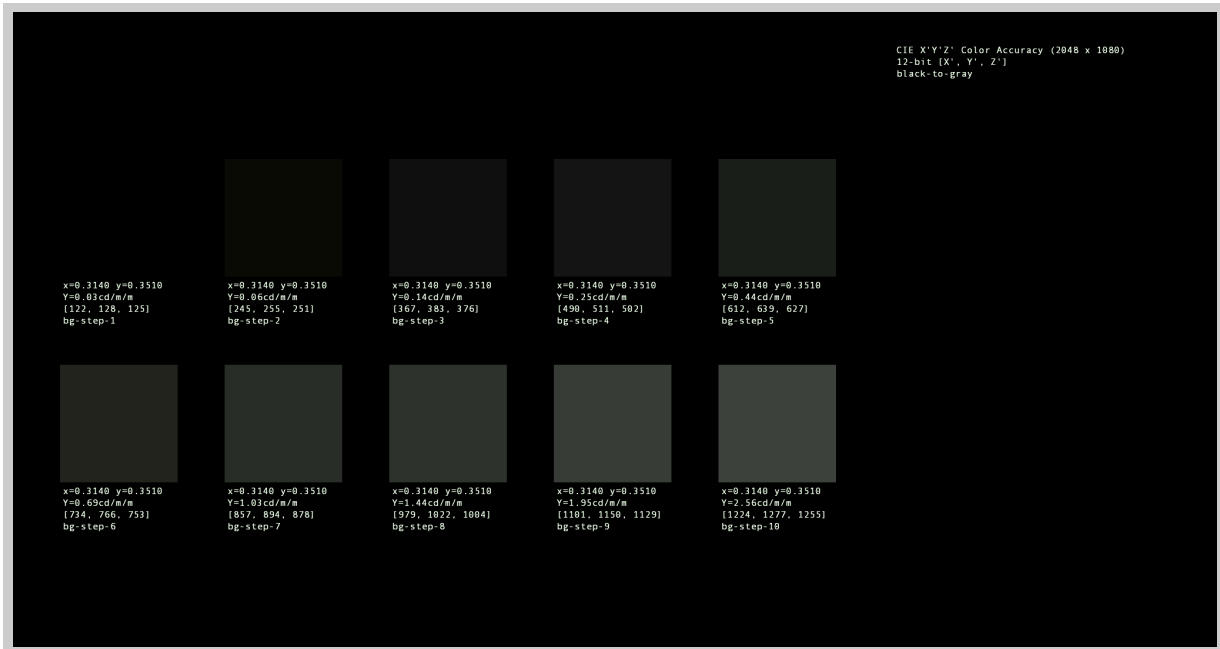 CIE X'Y'Z' Color Accuracy (2048 x 1080)
12-bit [X', Y', Z']
black-to-gray
x=0.3140 y=0.3510
Y=0.03cd/m/m
[122, 128, 125]
bg-step-1
x=0.3140 y=0.3510
Y=0.06cd/m/m
[245, 255, 251]
bg-step-2
x=0.3140 y=0.3510
Y=0.14cd/m/m
[367, 383, 376]
bg-step-3
x=0.3140 y=0.3510
Y=0.25cd/m/m
[490, 511, 502]
bg-step-4
x=0.3140 y=0.3510
Y=0.44cd/m/m
[612, 639, 627]
bg-step-5
x=0.3140 y=0.3510
Y=0.69cd/m/m
[734, 766, 753]
bg-step-6
x=0.3140 y=0.3510
Y=1.03cd/m/m
[857, 894, 878]
bg-step-7
x=0.3140 y=0.3510
Y=1.44cd/m/m
[979, 1022, 1004]
bg-step-8
x=0.3140 y=0.3510
Y=1.95cd/m/m
[1101, 1150, 1129]
bg-step-9
x=0.3140 y=0.3510
Y=2.56cd/m/m
[1224, 1277, 1255]
bg-step-10